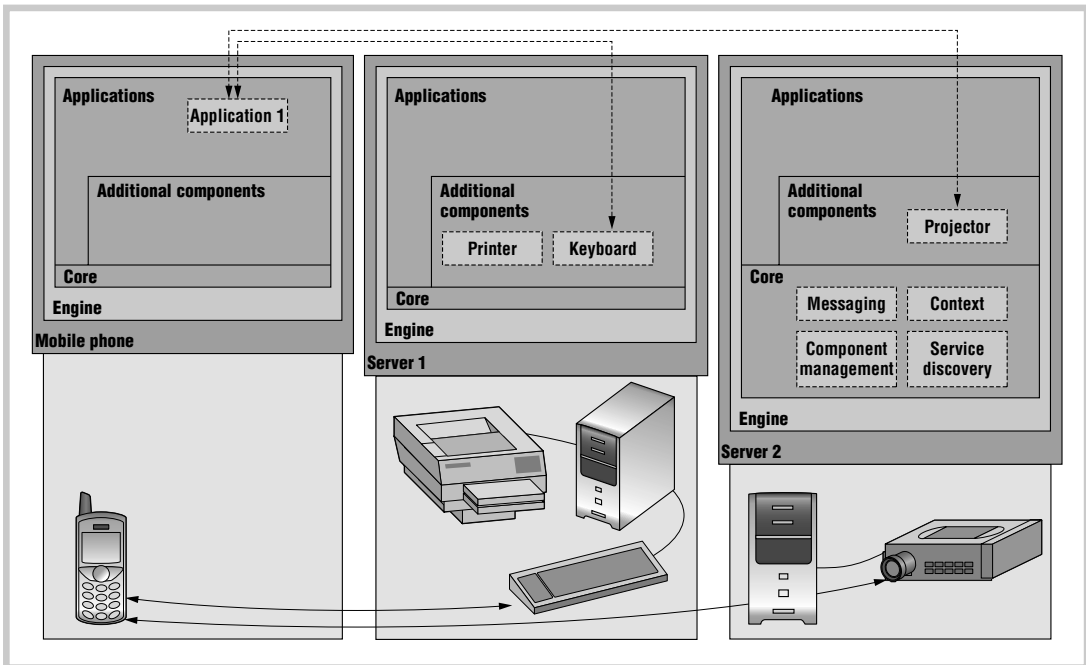 Applications
Application 1
Additional components
Core
Engine
Mobile phone
Applications
Additional
components
Printer
Keyboard
Core
Engine
Server 1
Applications
Additional
components
Projector
Core
Messaging
Context
Component
management
Service
discovery
Engine
Server 2